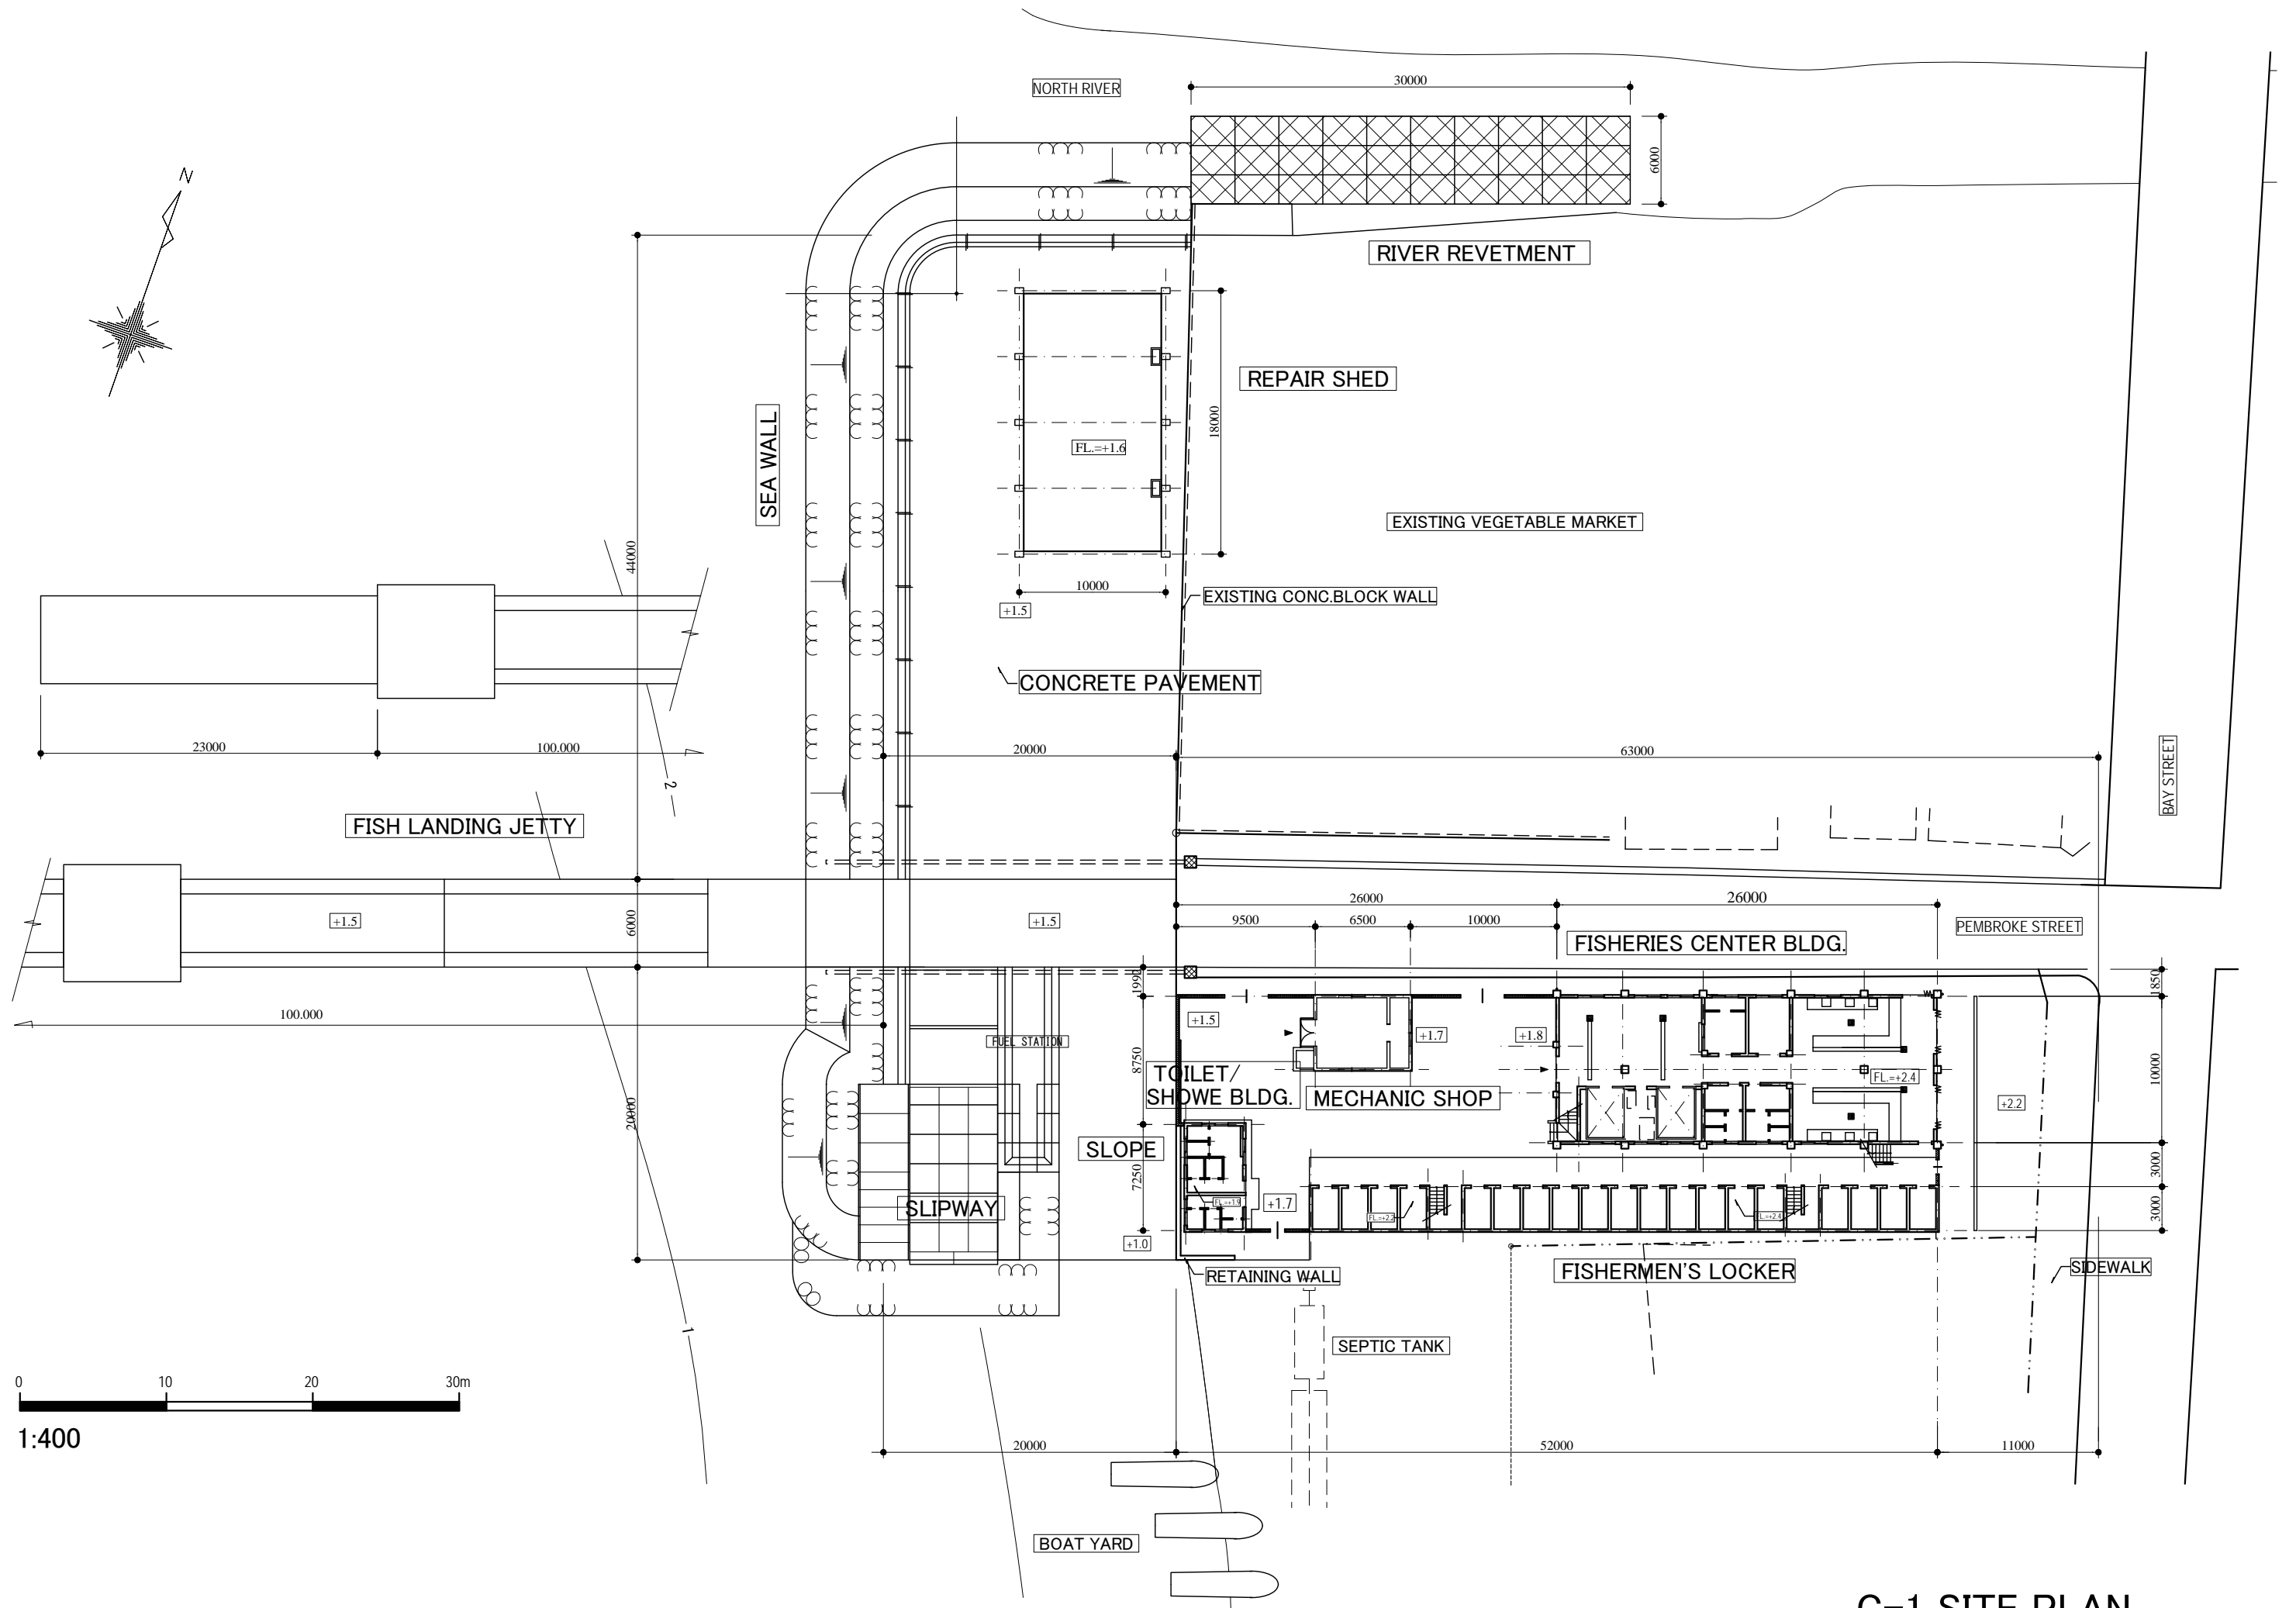 NORTH RIVER
30000
6000
N
RIVER REVETMENT
REPAIR SHED
18000
SEA WALL
FL.=+1.6
EXISTING VEGETABLE MARKET
44000
10000
EXISTING CONC.BLOCK WALL
+1.5
CONCRETE PAVEMENT
23000
100.000
20000
63000
BAY STREET
2
FISH LANDING JETTY
26000
26000
9500
6500
10000
PEMBROKE STREET
+1.5
6000
+1.5
FISHERIES CENTER BLDG.
1850
100.000
+1.5
+1.7
+1.8
FUEL STATION
8750
10000
TOILET/
SHOWE BLDG.
MECHANIC SHOP
FL.=+2.4
+2.2
20000
SLOPE
7250
3000
SLIPWAY
+1.7
3000
+1.0
RETAINING WALL
FISHERMEN'S LOCKER
SIDEWALK
1
SEPTIC TANK
0 10 20 30m
1:400
20000
52000
11000
BOAT YARD